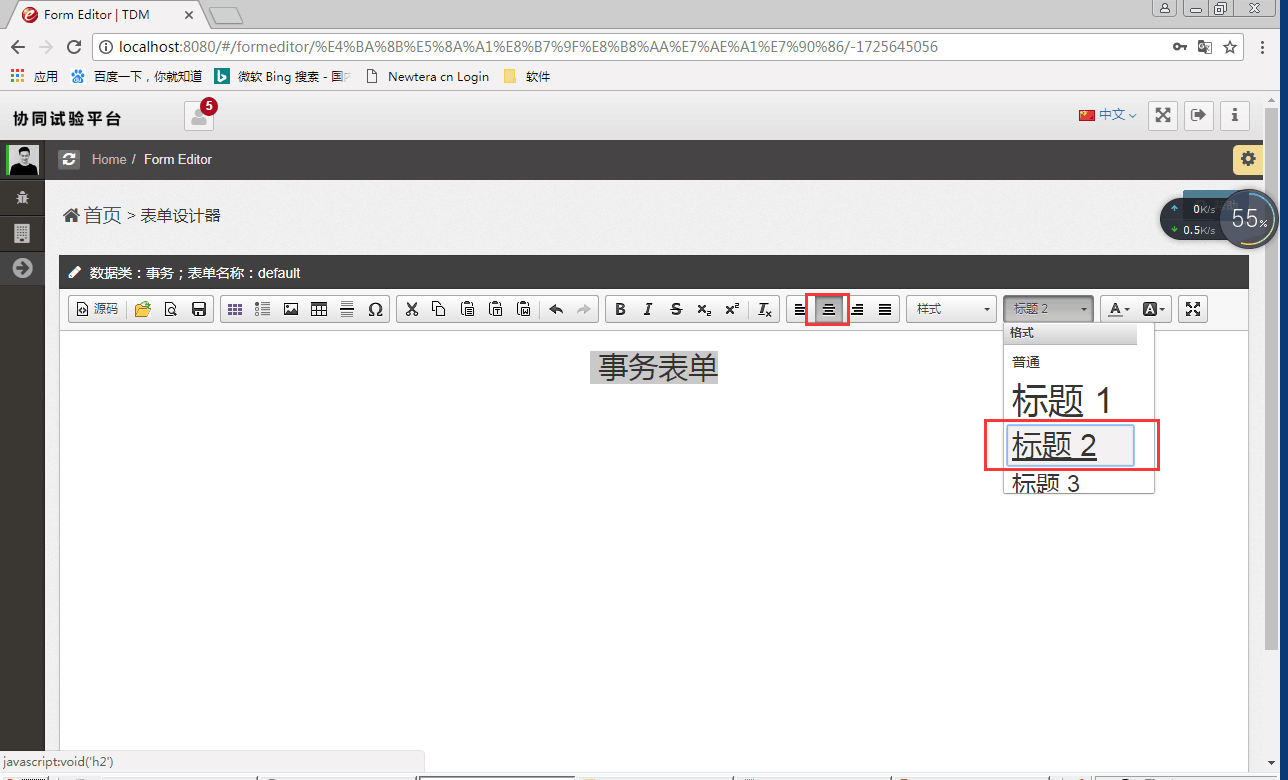 Form Editor | TDM
localhost:8080/#/formeditor/%E4%BA%8B%E5%8A%A1%E8%B7%9F%E8%B8%AA%E7%AE%A1%E7%90%86/-1725645056
应用 百度一下，你就知道 微软 Bing 搜索 - 国 Newtera cn Login 软件
协同试验平台 5 中文
Home / Form Editor
首页 > 表单设计器
0K/s
0.5K/s
55%
数据类：事务；表单名称：default
源码 B I S x₂ x² Ix 样式 标题 2 A A
格式
普通
标题 1
标题 2
标题 3
事务表单
javascript:void('h2')